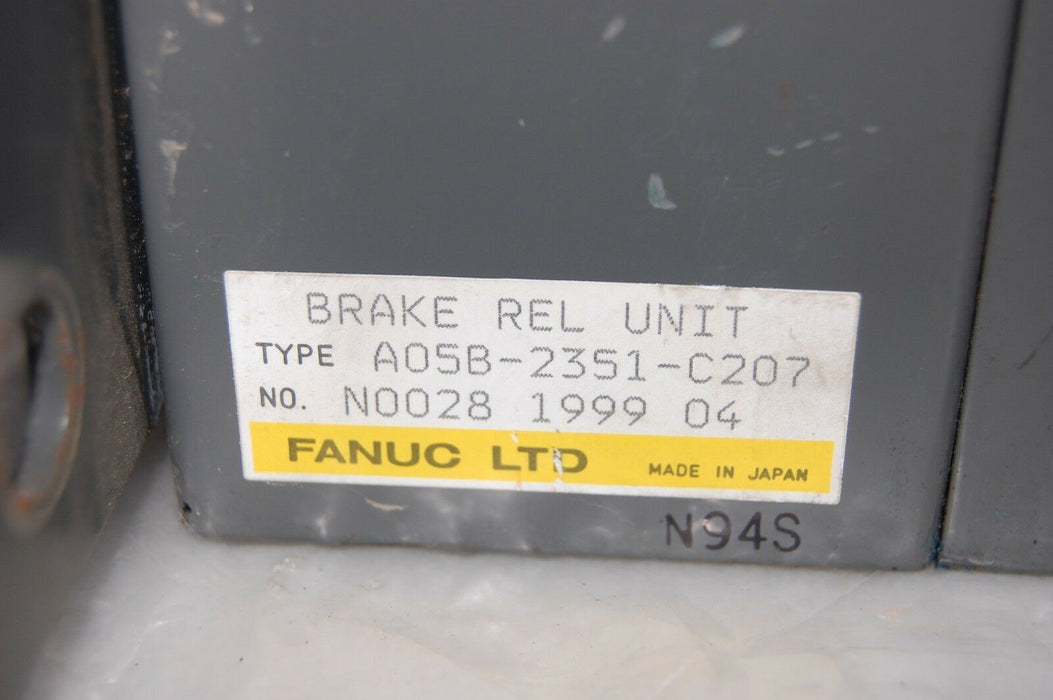 BRAKE REL UNIT
TYPE A05B-2351-C207
NO. N0028 1999 04
FANUC LTD MADE IN JAPAN
N94S